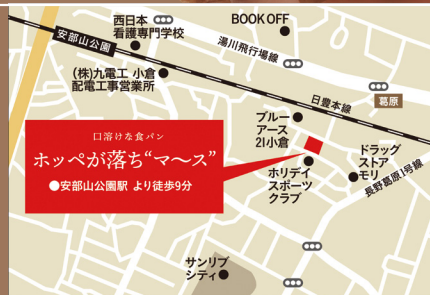 西日本
看護専門学校
BOOK OFF
安部山公園
湯川飛行場線
(株)九電工 小倉
配電工事営業所
日豊本線
葛原
ブルー
アース
21小倉
口溶けな食パン
ホッペが落ち“マ〜ス”
●安部山公園駅 より徒歩9分
ドラッグ
ストア
モリ
ホリデイ
スポーツ
クラブ
長野葛原1号線
サンリブ
シティ